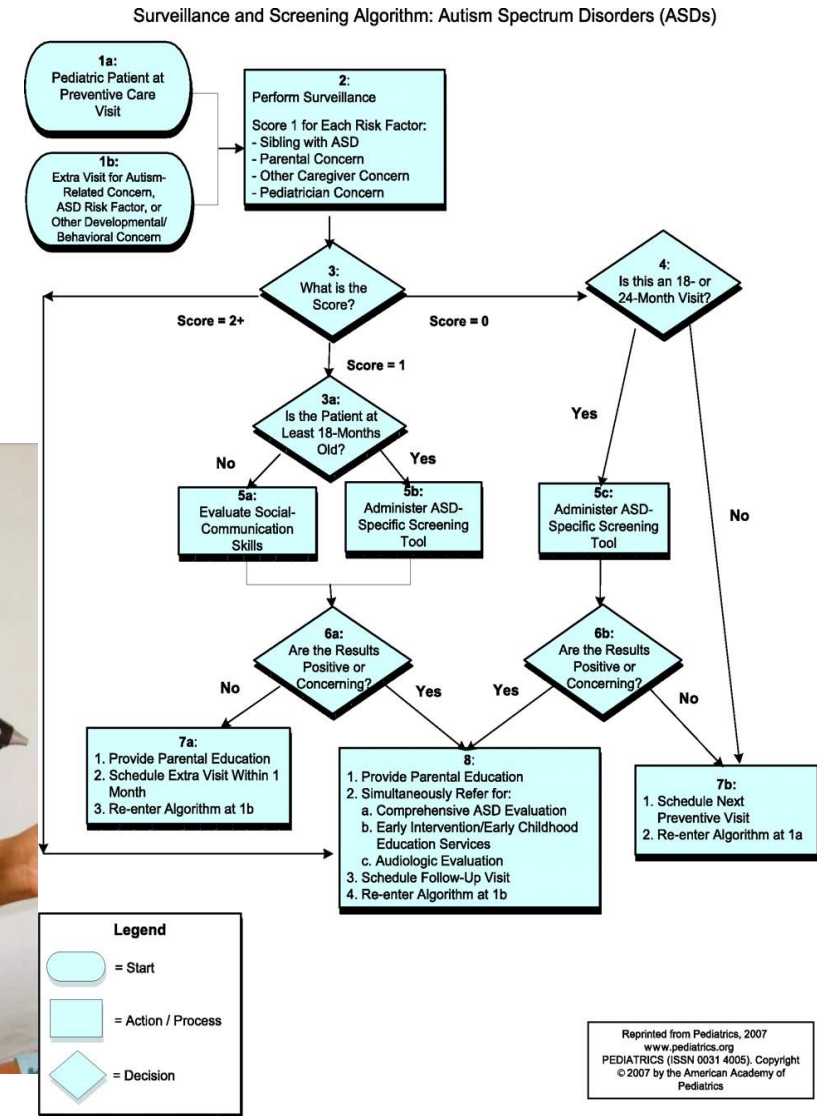 Surveillance and Screening Algorithm: Autism Spectrum Disorders (ASDs)
1a:
Pediatric Patient at
Preventive Care
Visit
1b:
Extra Visit for Autism-
Related Concern,
ASD Risk Factor, or
Other Developmental/
Behavioral Concern
2:
Perform Surveillance
Score 1 for Each Risk Factor:
- Sibling with ASD
- Parental Concern
- Other Caregiver Concern
- Pediatrician Concern
3:
What is the
Score?
4:
Is this an 18- or
24-Month Visit?
Score = 2+
Score = 0
Score = 1
3a:
Is the Patient at
Least 18-Months
Old?
Yes
No
Yes
No
5a:
Evaluate Social-
Communication
Skills
5b:
Administer ASD-
Specific Screening
Tool
5c:
Administer ASD-
Specific Screening
Tool
6a:
Are the Results
Positive or
Concerning?
6b:
Are the Results
Positive or
Concerning?
No
Yes
Yes
No
7a:
1. Provide Parental Education
2. Schedule Extra Visit Within 1
Month
3. Re-enter Algorithm at 1b
8:
1. Provide Parental Education
2. Simultaneously Refer for:
a. Comprehensive ASD Evaluation
b. Early Intervention/Early Childhood
Education Services
c. Audiologic Evaluation
3. Schedule Follow-Up Visit
4. Re-enter Algorithm at 1b
7b:
1. Schedule Next
Preventive Visit
2. Re-enter Algorithm at 1a
Legend
= Start
= Action / Process
= Decision
Reprinted from Pediatrics, 2007
www.pediatrics.org
PEDIATRICS (ISSN 0031 4005). Copyright
© 2007 by the American Academy of
Pediatrics